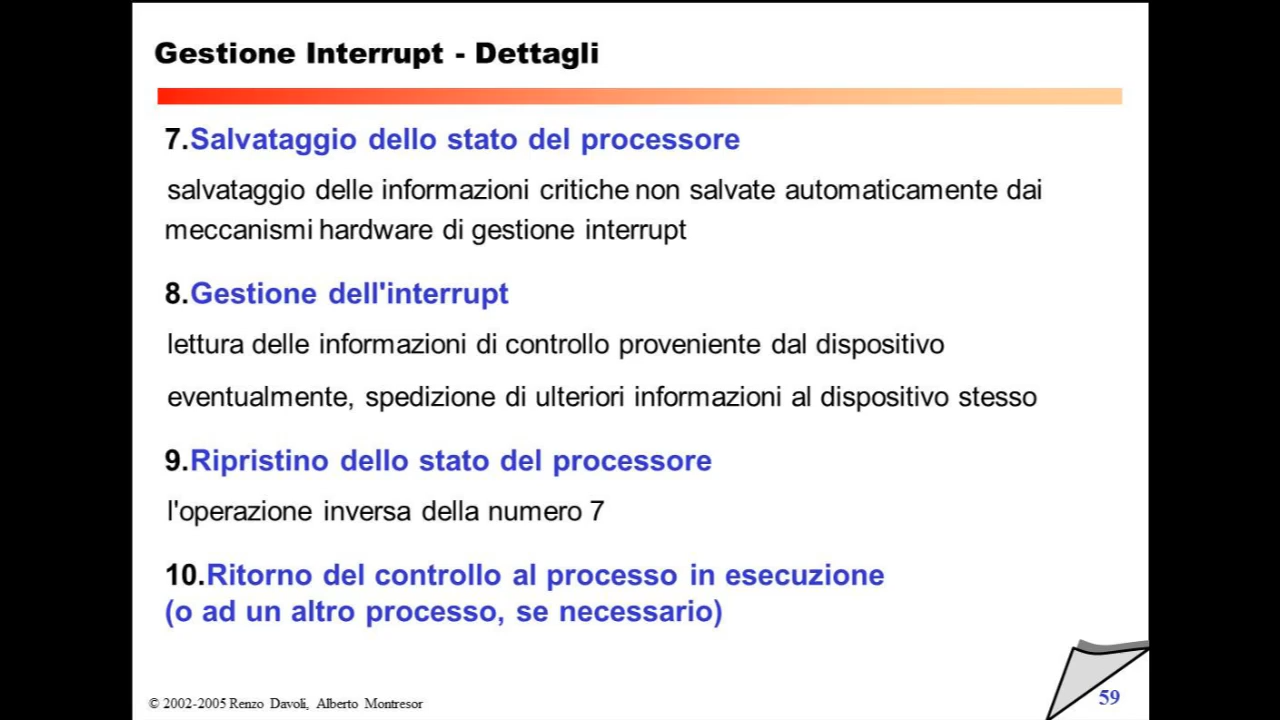 Gestione Interrupt - Dettagli
7.Salvataggio dello stato del processore
salvataggio delle informazioni critiche non salvate automaticamente dai
meccanismi hardware di gestione interrupt
8.Gestione dell'interrupt
lettura delle informazioni di controllo proveniente dal dispositivo
eventualmente, spedizione di ulteriori informazioni al dispositivo stesso
9.Ripristino dello stato del processore
l'operazione inversa della numero 7
10.Ritorno del controllo al processo in esecuzione
(o ad un altro processo, se necessario)
© 2002-2005 Renzo Davoli, Alberto Montresor
59